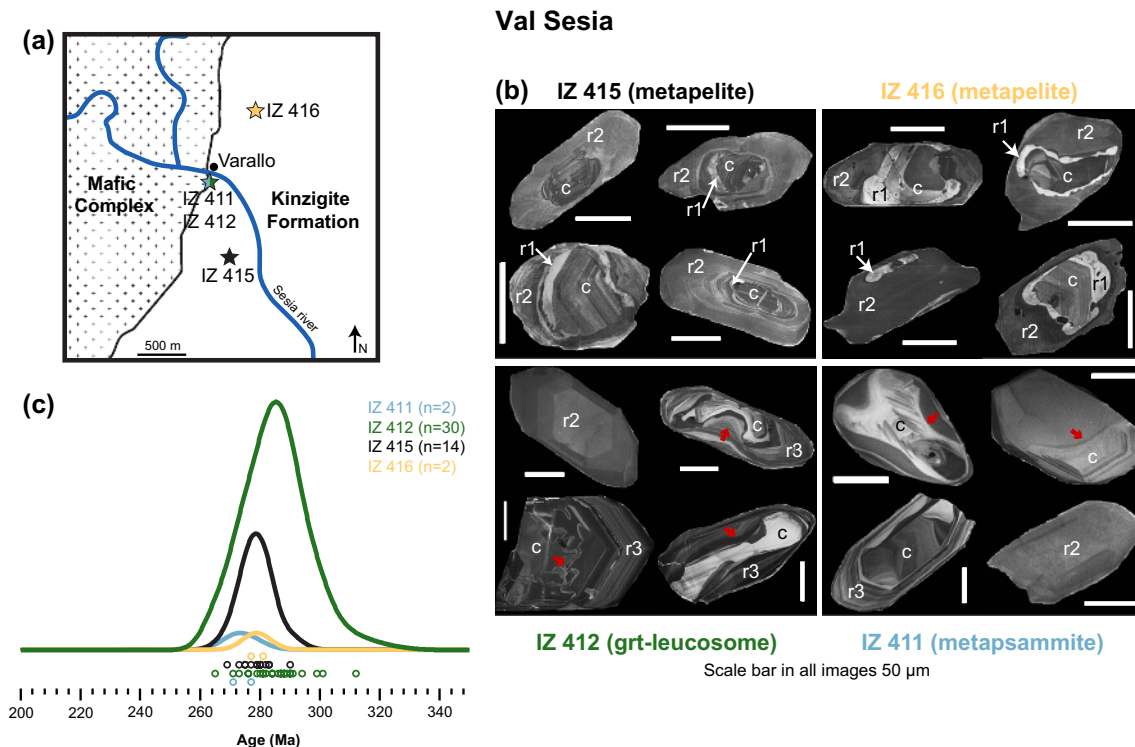 Val Sesia
(a)
IZ 416
Varallo
Mafic
Complex
IZ 411
IZ 412
Kinzigite
Formation
IZ 415
Sesia river
500 m
N
(b)
IZ 415 (metapelite)
IZ 416 (metapelite)
r2
c
r2
c
r1
r2
c
r1
r1
r2
c
r1
r2
c
r2
r1
c
r1
r2
c
r1
r2
r2
c
r3
c
r3
c
r3
c
c
c
r3
r2
IZ 412 (grt-leucosome)
IZ 411 (metapsammite)
Scale bar in all images 50 µm
(c)
IZ 411 (n=2)
IZ 412 (n=30)
IZ 415 (n=14)
IZ 416 (n=2)
200 220 240 260 280 300 320 340
Age (Ma)